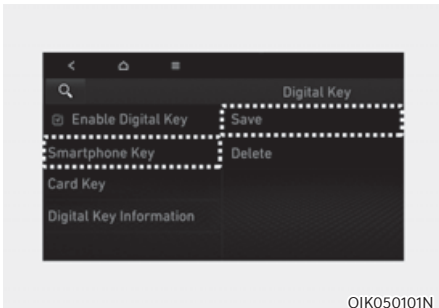 Digital Key
Enable Digital Key
Save
Smartphone Key
Delete
Card Key
Digital Key Information
OIK050101N